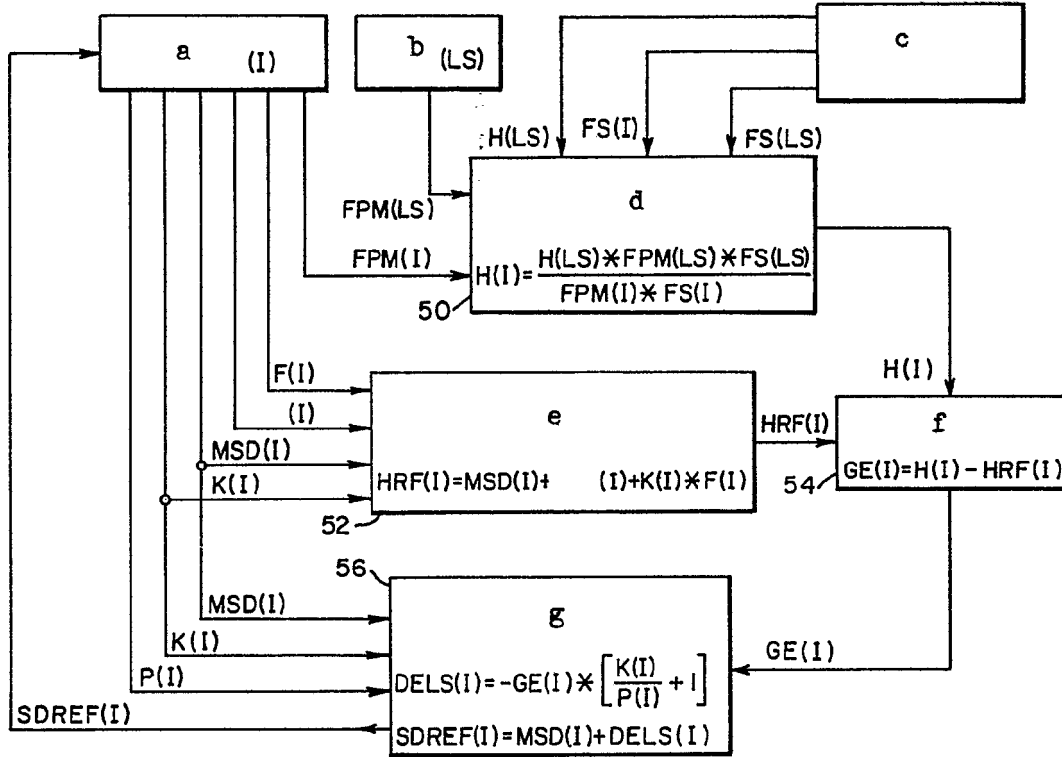 a
(I)
b
(LS)
c
H(LS)
FS(I)
FS(LS)
FPM(LS)
d
FPM(I)
H(I)=H(LS)*FPM(LS)*FS(LS)
FPM(I)*FS(I)
50
F(I)
(I)
MSD(I)
K(I)
e
HRF(I)=MSD(I)+ (I)+K(I)*F(I)
52
HRF(I)
H(I)
f
GE(I)=H(I)-HRF(I)
54
56
MSD(I)
K(I)
P(I)
SDREF(I)
g
DELS(I)=-GE(I)*[K(I)/P(I)+1]
SDREF(I)=MSD(I)+DELS(I)
GE(I)